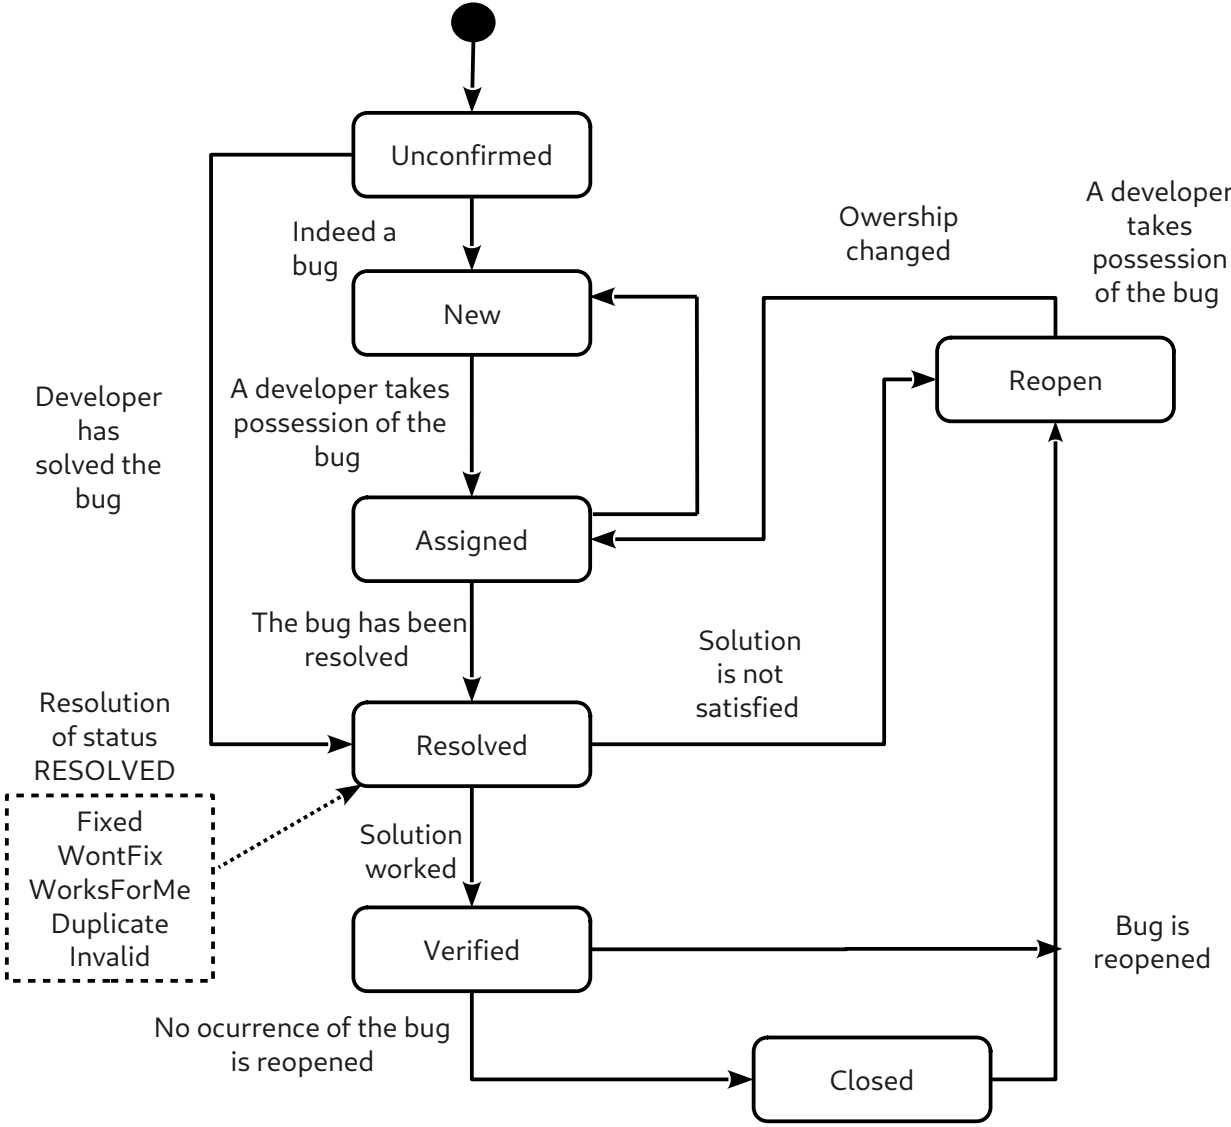 Unconfirmed
Indeed a
bug
New
Owership
changed
A developer
takes
possession
of the bug
Reopen
Developer
has
solved the
bug
A developer takes
possession of the
bug
Assigned
The bug has been
resolved
Solution
is not
satisfied
Resolution
of status
RESOLVED
Resolved
Fixed
WontFix
WorksForMe
Duplicate
Invalid
Solution
worked
Verified
Bug is
reopened
No ocurrence of the bug
is reopened
Closed